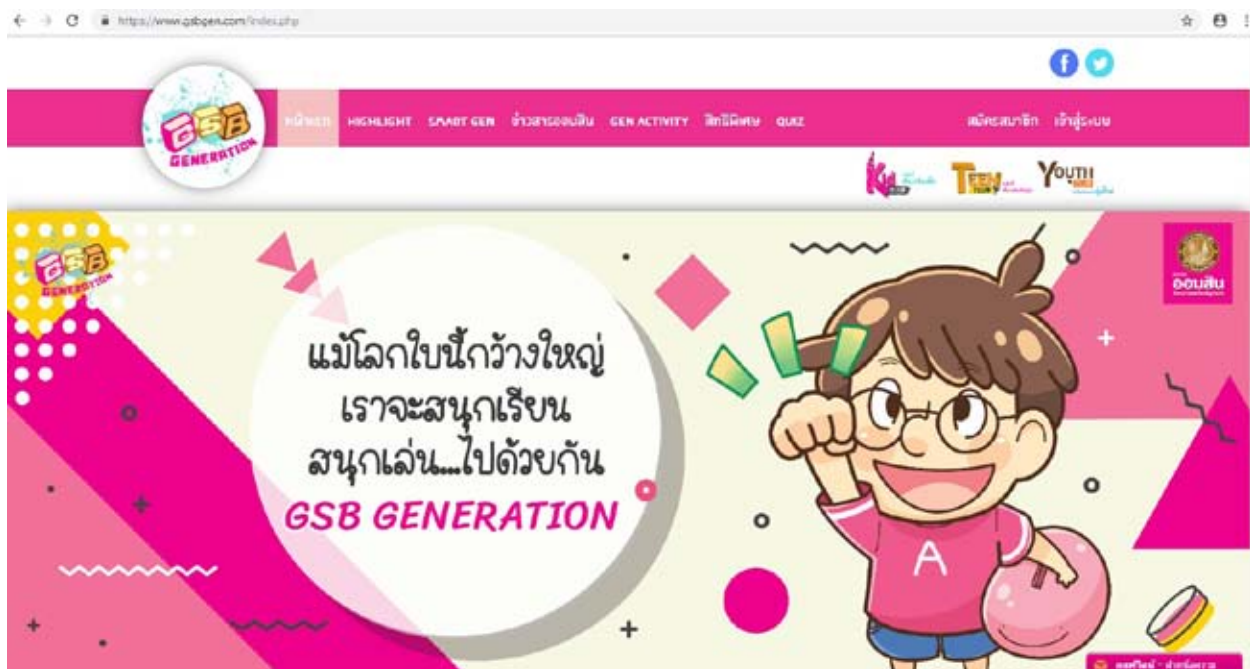 https://www.gsbgen.com/index.php
GSB
GENERATION
หน้าแรก HIGHLIGHT SMART GEN ข่าวสารออมสิน GEN ACTIVITY สิทธิพิเศษ QUIZ สมัครสมาชิก เข้าสู่ระบบ
TEEN YOUTH
GSB
GENERATION
ออมสิน
แม้โลกใบนี้กว้างใหญ่
เราจะสนุกเรียน
สนุกเล่น...ไปด้วยกัน
GSB GENERATION
A